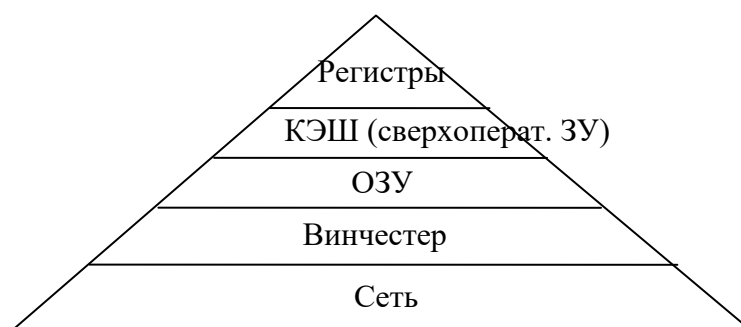 Регистры
КЭШ (сверхоперат. ЗУ)
ОЗУ
Винчестер
Сеть